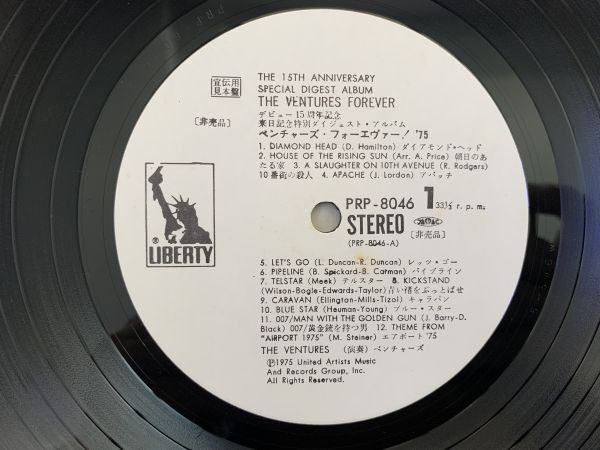 宣伝用
見本盤
THE 15TH ANNIVERSARY
SPECIAL DIGEST ALBUM
THE VENTURES FOREVER
[非売品]
デビュー15周年記念
来日記念特別ダイジェスト・アルバム
ベンチャーズ・フォーエヴァー! '75
1. DIAMOND HEAD (D. Hamilton) ダイアモンド・ヘッド
2. HOUSE OF THE RISING SUN (Arr. A. Price) 朝日のあ
たる家 3. A SLAUGHTER ON 10TH AVENUE (R. Rodgers)
10番街の殺人 4. APACHE (J. Lordon) アパッチ
PRP-8046 1 33⅓ r. p. m.
STEREO
(PRP-8046-A)
[非売品]
® LIBERTY
5. LET'S GO (L. Duncan-R. Duncan) レッツ・ゴー
6. PIPELINE (B. Spickard-B. Catman) パイプライン
7. TELSTAR (Meek) テルスター 8. KICKSTAND
(Wilson-Bogle-Edwards-Taylor) 青い渚をぶっとばせ
9. CARAVAN (Ellington-Mills-Tizol) キャラバン
10. BLUE STAR (Heuman-Young) ブルー・スター
11. 007/MAN WITH THE GOLDEN GUN (J. Barry-D.
Black) 007/黄金銃を持つ男 12. THEME FROM
"AIRPORT 1975" (M. Steiner) エアポート'75
THE VENTURES (演奏) ベンチャーズ
Ⓟ1975 United Artists Music
And Records Group, Inc.
All Rights Reserved.